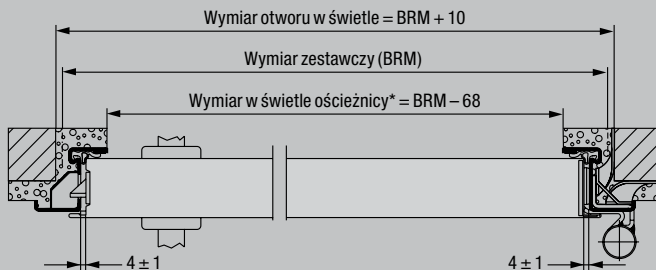 Wymiar otworu w świetle = BRM + 10
Wymiar zestawczy (BRM)
Wymiar w świetle ościeżnicy* = BRM – 68
4 ± 1
4 ± 1